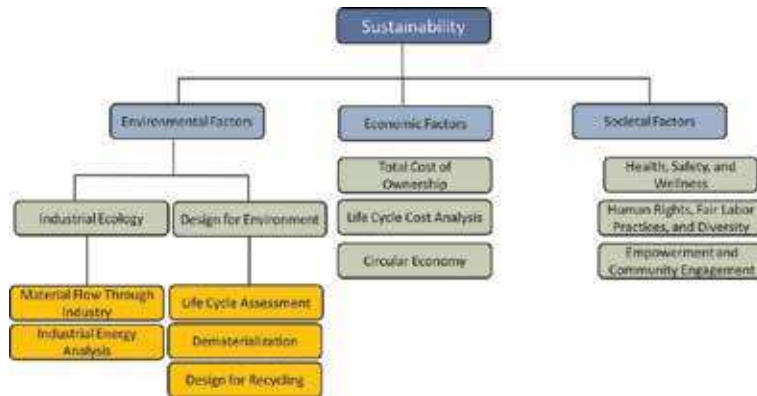 Sustainability
Environmental Factors
Economic Factors
Societal Factors
Total Cost of
Ownership
Health, Safety, and
Wellness
Industrial Ecology
Design for Environment
Life Cycle Cost Analysis
Human Rights, Fair Labor
Practices, and Diversity
Circular Economy
Empowerment and
Community Engagement
Material Flow Through
Industry
Life Cycle Assessment
Industrial Energy
Analysis
Dematerialization
Design for Recycling